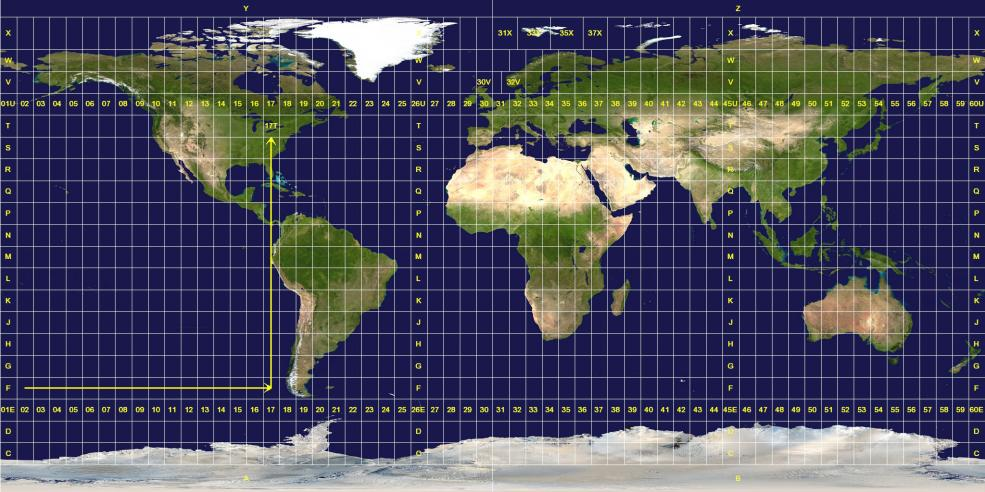 Y Z
X X 31X 33X 35X 37X X
W W W
V V 30V 32V V V
01U 02 03 04 05 06 07 08 09 10 11 12 13 14 15 16 17 18 19 20 21 22 23 24 25 26U 27 28 29 30 31 32 33 34 35 36 37 38 39 40 41 42 43 44 45U 46 47 48 49 50 51 52 53 54 55 56 57 58 59 60U
T 17T T T T
S S S S
R R R R
Q Q Q Q
P P P P
N N N N
M M M M
L L L L
K K K K
J J J J
H H H H
G G G G
F F F F
01E 02 03 04 05 06 07 08 09 10 11 12 13 14 15 16 17 18 19 20 21 22 23 24 25 26E 27 28 29 30 31 32 33 34 35 36 37 38 39 40 41 42 43 44 45E 46 47 48 49 50 51 52 53 54 55 56 57 58 59 60E
D D D D
C C C C
A B